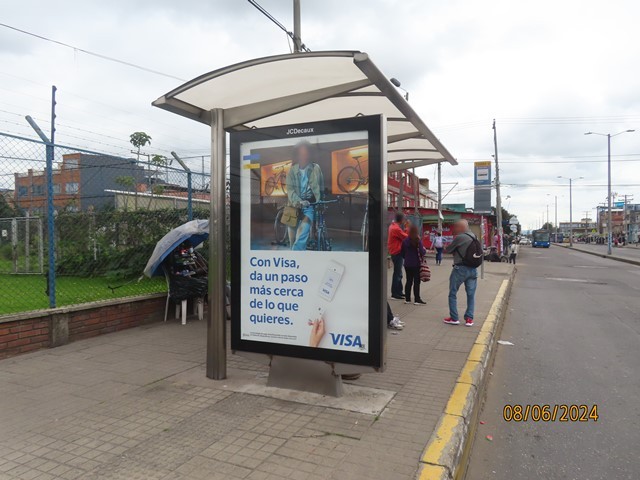 JCDecaux
Con Visa,
da un paso
más cerca
de lo que
quieres.
VISA
08/06/2024